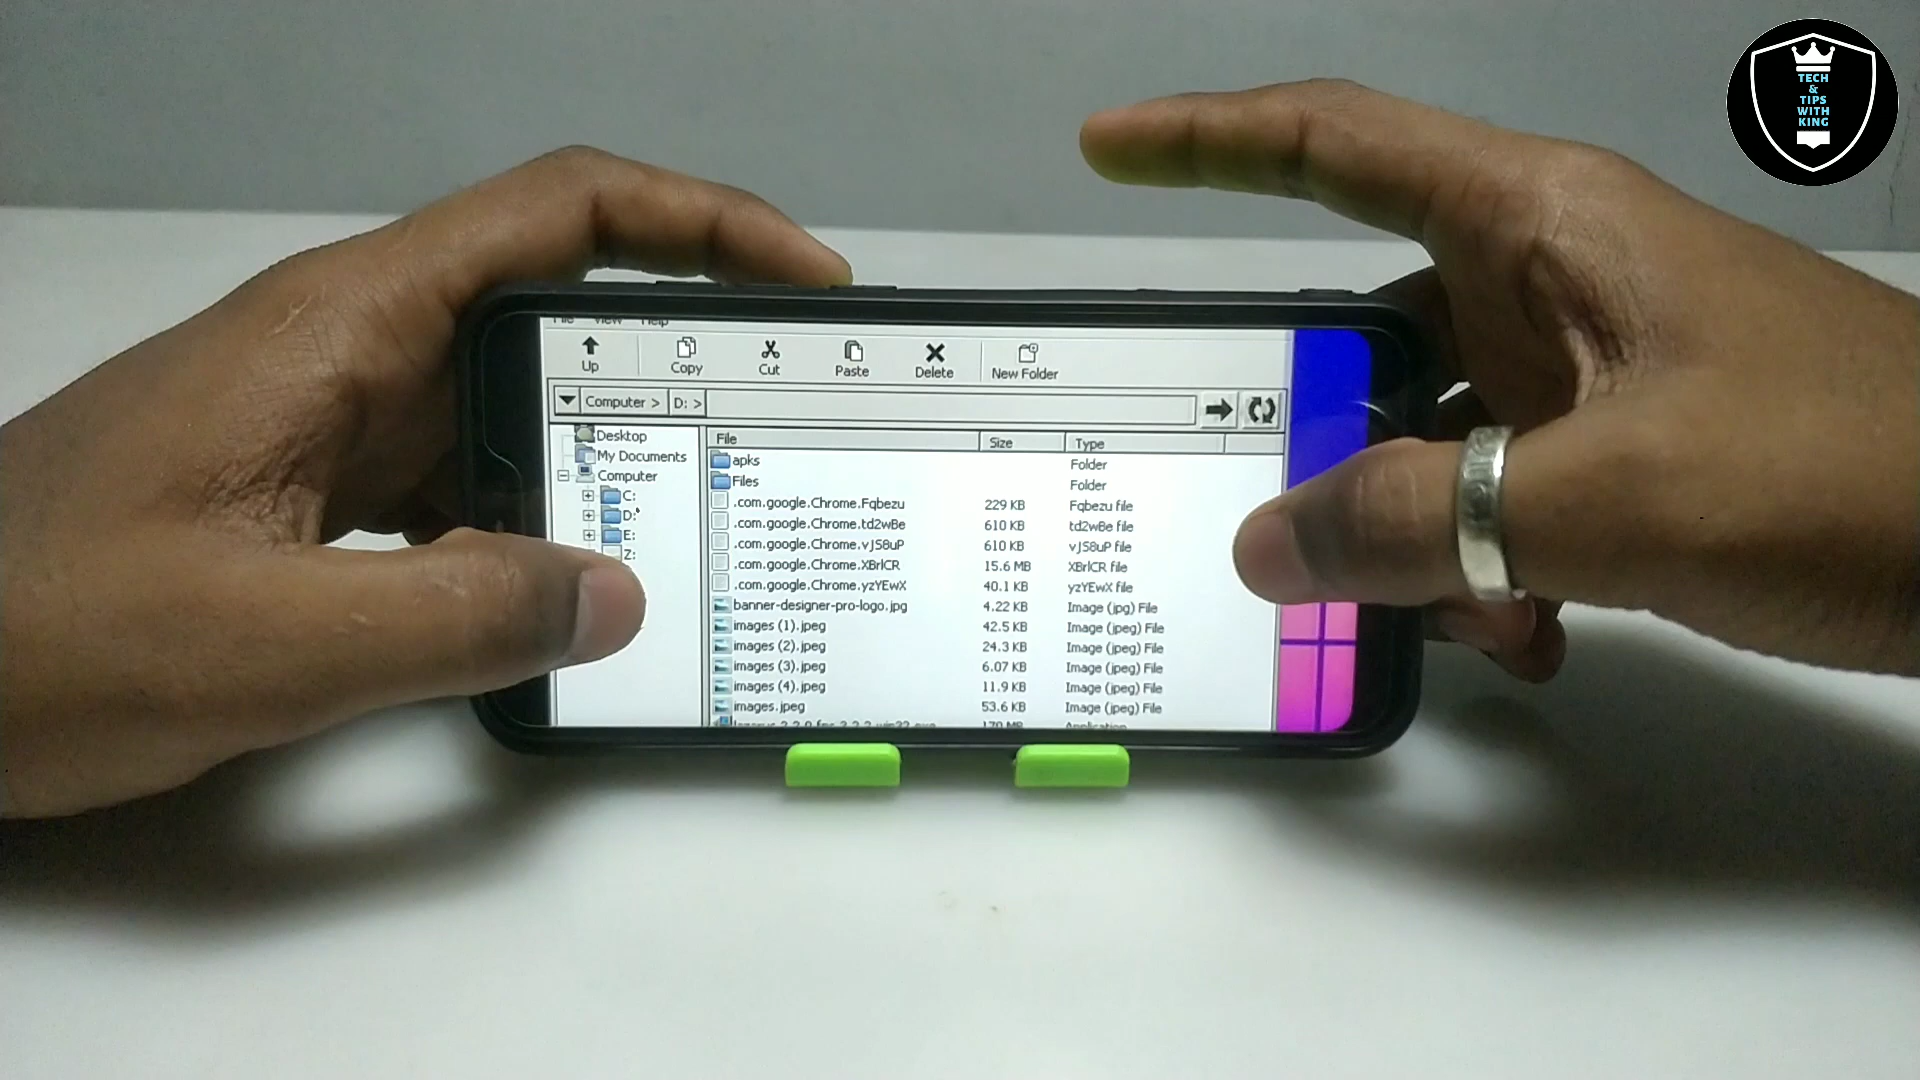 TECH
&
TIPS
WITH
KING
File View Help
Up Copy Cut Paste Delete New Folder
Computer > D: >
Desktop
My Documents
Computer
C:
D:
E:
Z:
File Size Type
apks Folder
Files Folder
.com.google.Chrome.Fqbezu 229 KB Fqbezu file
.com.google.Chrome.td2wBe 610 KB td2wBe file
.com.google.Chrome.vJS8uP 610 KB vJS8uP file
.com.google.Chrome.XBrlCR 15.6 MB XBrlCR file
.com.google.Chrome.yzYEwX 40.1 KB yzYEwX file
banner-designer-pro-logo.jpg 4.22 KB Image (jpg) File
images (1).jpeg 42.5 KB Image (jpeg) File
images (2).jpeg 24.3 KB Image (jpeg) File
images (3).jpeg 6.07 KB Image (jpeg) File
images (4).jpeg 11.9 KB Image (jpeg) File
images.jpeg 53.6 KB Image (jpeg) File
170 MB Application